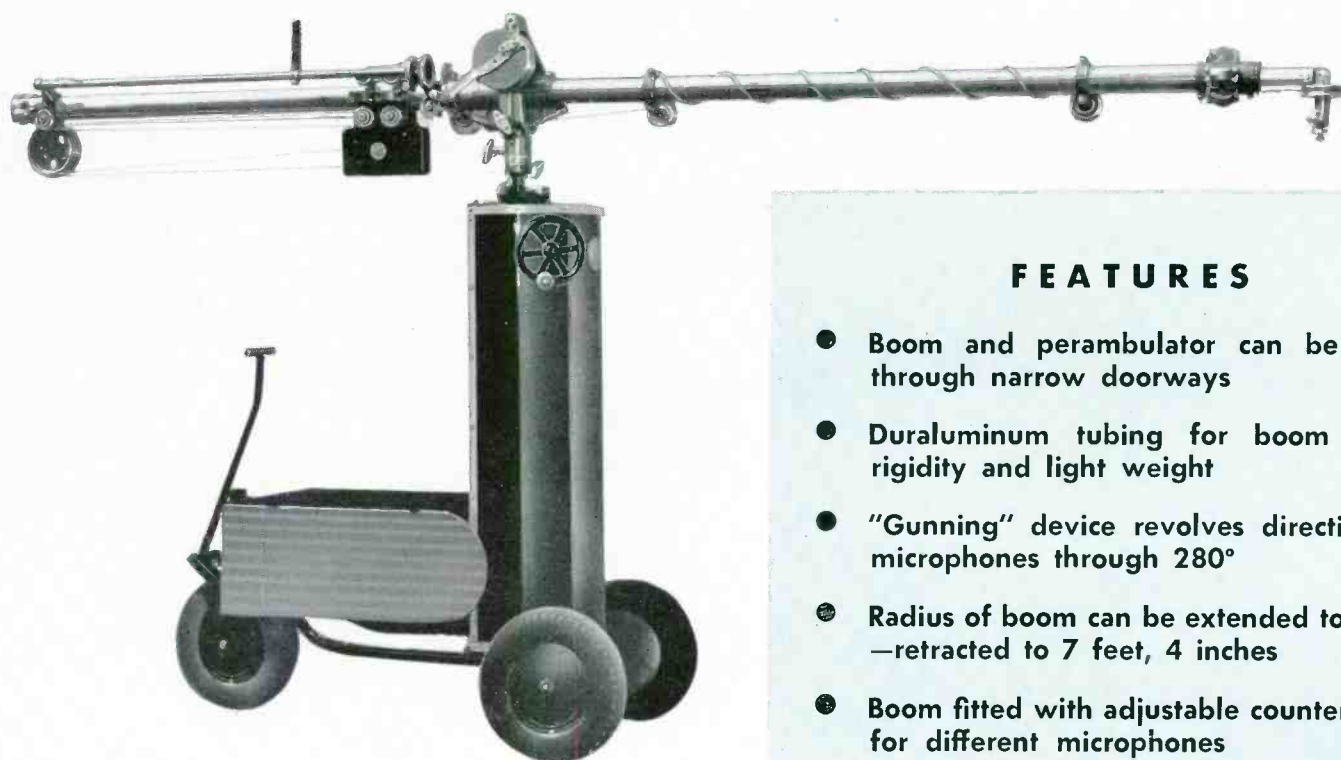 FEATURES
Boom and perambulator can be
through narrow doorways
Duraluminum tubing for boom
rigidity and light weight
"Gunning" device revolves
microphones through 280°
Radius of boom can be extended to
—retracted to 7 feet, 4 inches
Boom fitted with adjustable
for different microphones